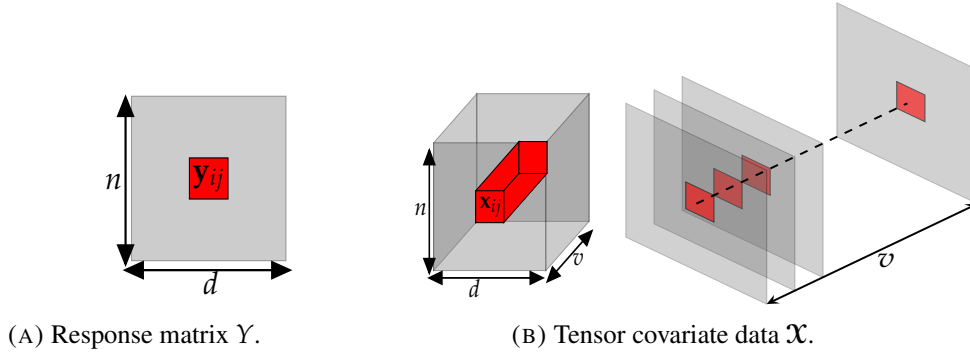 n
y_ij
d
n
x_ij
d
v
v
(A) Response matrix Y.
(B) Tensor covariate data 𝔛.